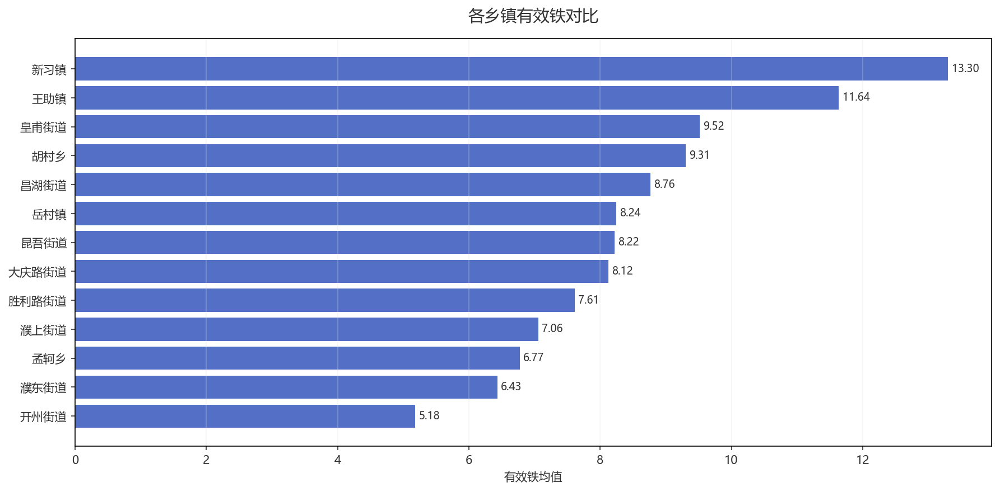 各乡镇有效铁对比
新习镇 13.30
王助镇 11.64
皇甫街道 9.52
胡村乡 9.31
昌湖街道 8.76
岳村镇 8.24
昆吾街道 8.22
大庆路街道 8.12
胜利路街道 7.61
濮上街道 7.06
孟轲乡 6.77
濮东街道 6.43
开州街道 5.18
0 2 4 6 8 10 12
有效铁均值